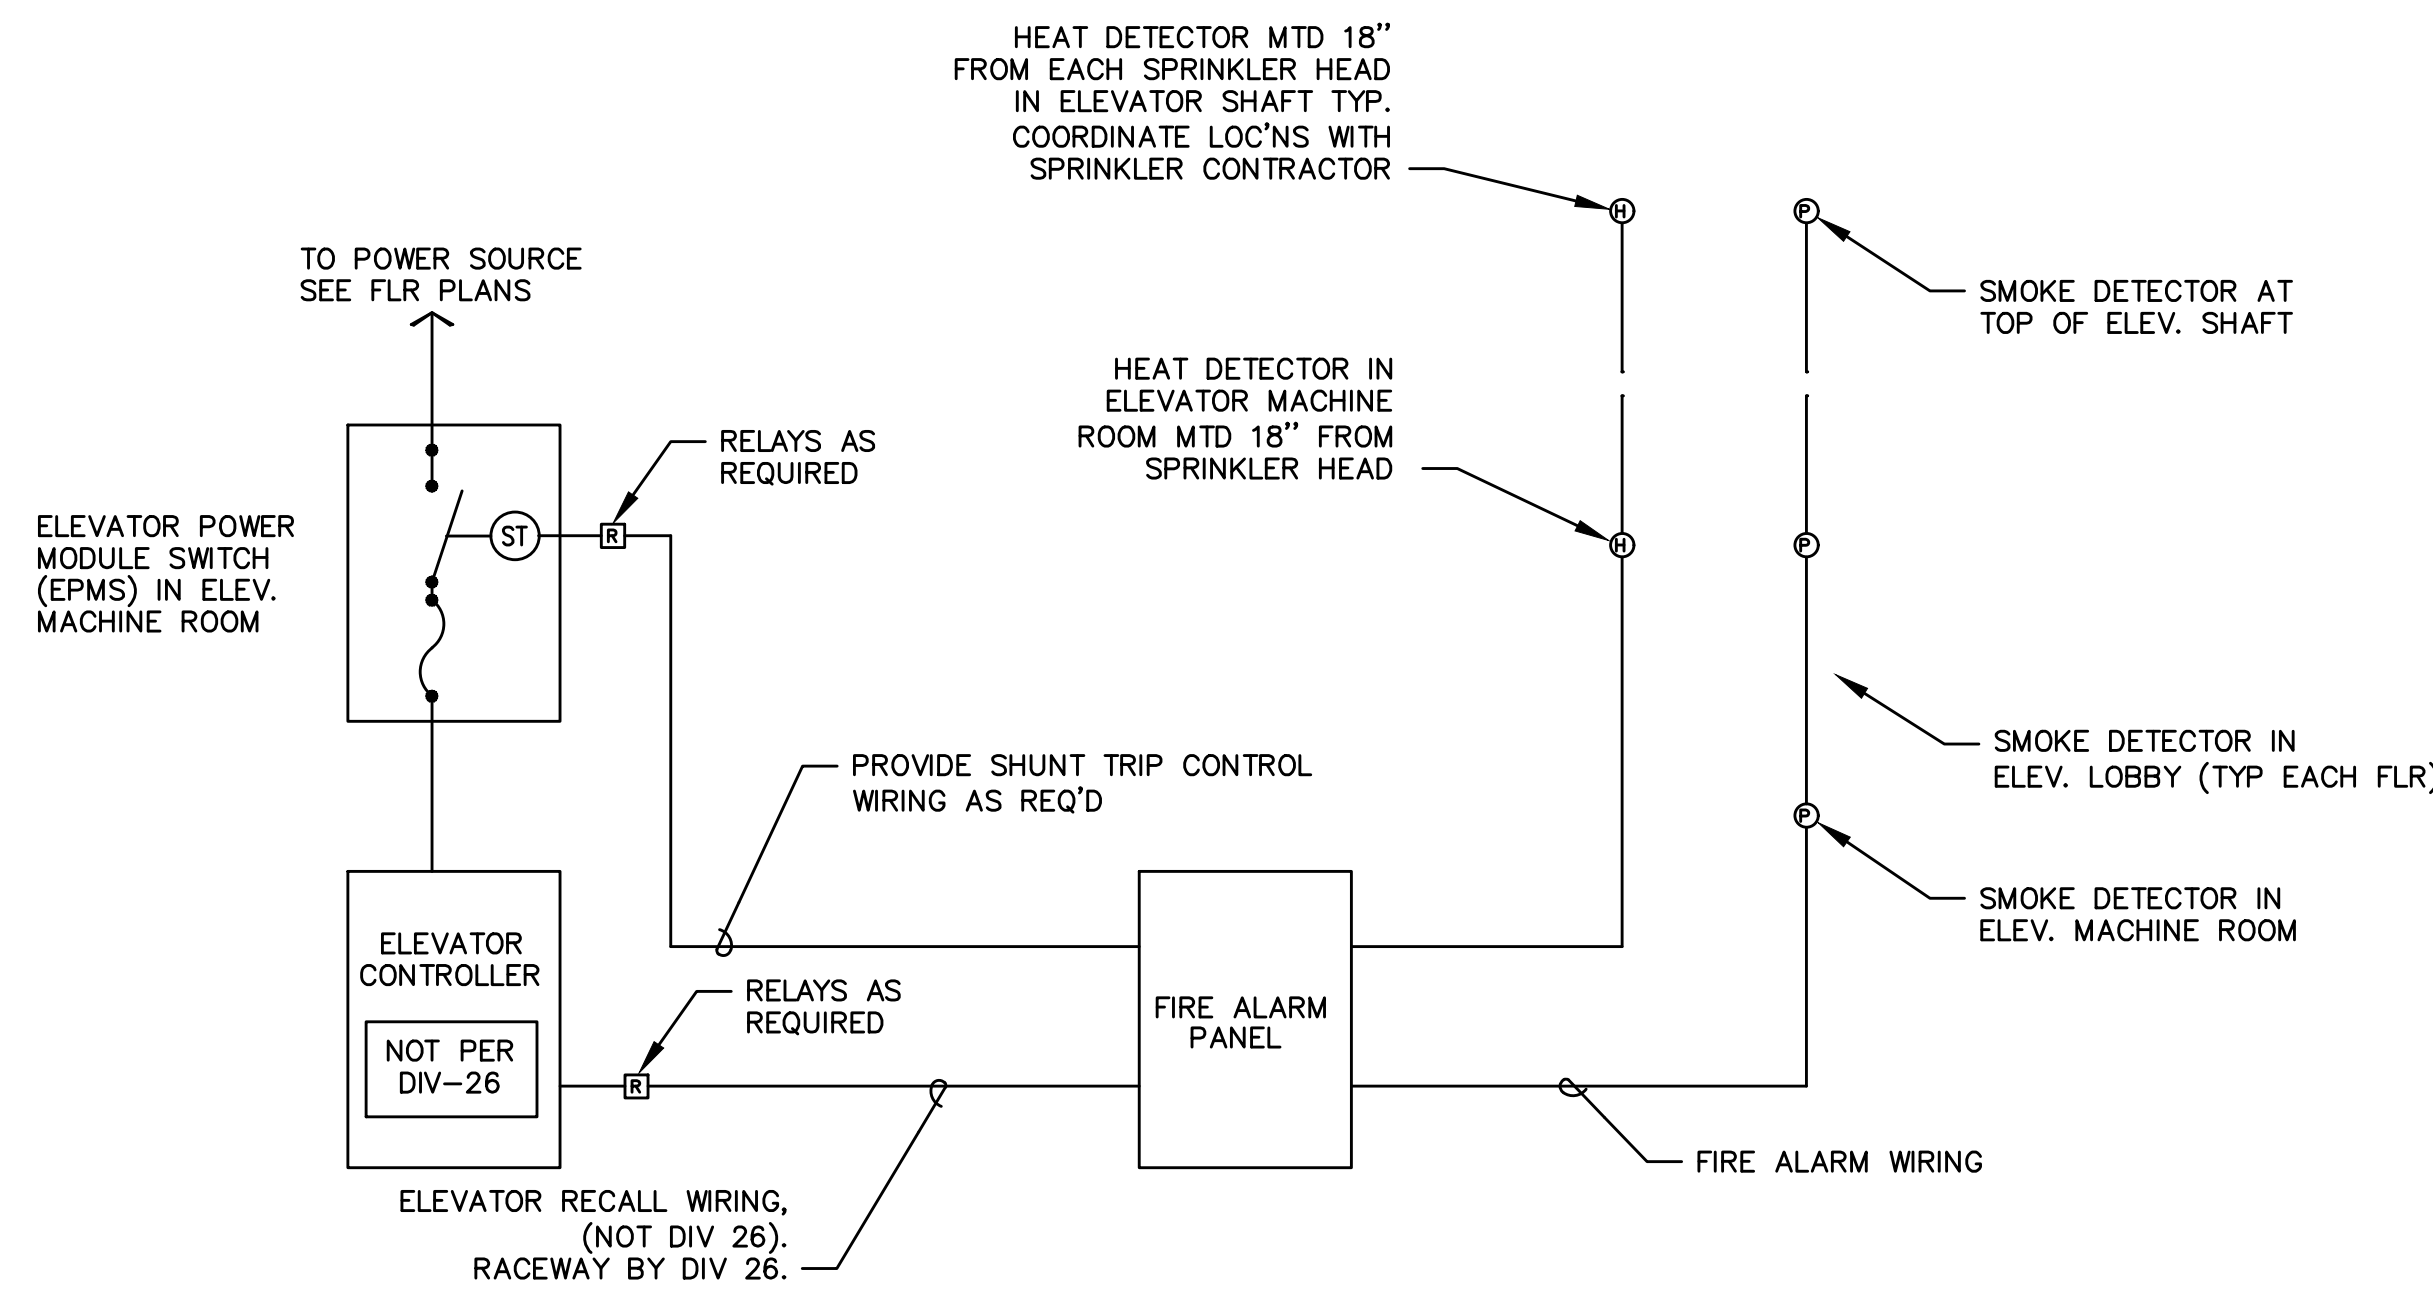 HEAT DETECTOR MTD 18"
FROM EACH SPRINKLER HEAD
IN ELEVATOR SHAFT TYP.
COORDINATE LOC'NS WITH
SPRINKLER CONTRACTOR
H
P
TO POWER SOURCE
SEE FLR PLANS
SMOKE DETECTOR AT
TOP OF ELEV. SHAFT
HEAT DETECTOR IN
ELEVATOR MACHINE
ROOM MTD 18" FROM
SPRINKLER HEAD
H
P
RELAYS AS
REQUIRED
ELEVATOR POWER
MODULE SWITCH
(EPMS) IN ELEV.
MACHINE ROOM
ST
R
PROVIDE SHUNT TRIP CONTROL
WIRING AS REQ'D
SMOKE DETECTOR IN
ELEV. LOBBY (TYP EACH FLR)
P
SMOKE DETECTOR IN
ELEV. MACHINE ROOM
ELEVATOR
CONTROLLER
NOT PER
DIV-26
RELAYS AS
REQUIRED
R
FIRE ALARM
PANEL
FIRE ALARM WIRING
ELEVATOR RECALL WIRING,
(NOT DIV 26).
RACEWAY BY DIV 26.